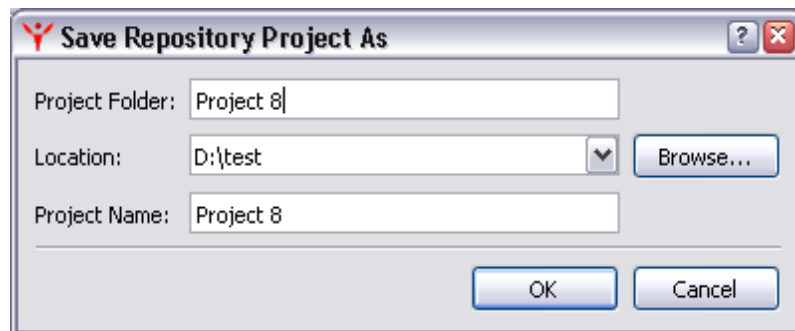 Save Repository Project As
Project Folder: Project 8
Location: D:\test Browse...
Project Name: Project 8
OK Cancel